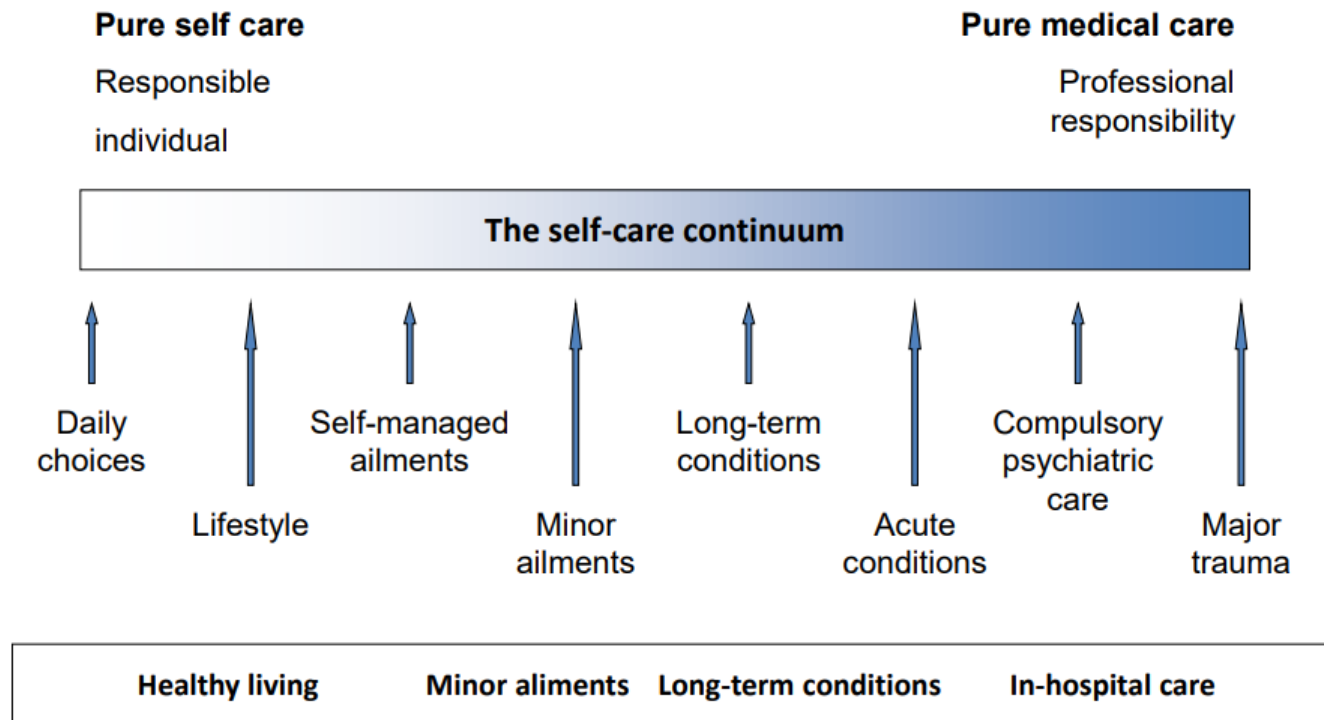 Pure self care
Pure medical care
Responsible
individual
Professional
responsibility
The self-care continuum
Daily
choices
Lifestyle
Self-managed
ailments
Minor
ailments
Long-term
conditions
Acute
conditions
Compulsory
psychiatric
care
Major
trauma
Healthy living
Minor aliments
Long-term conditions
In-hospital care